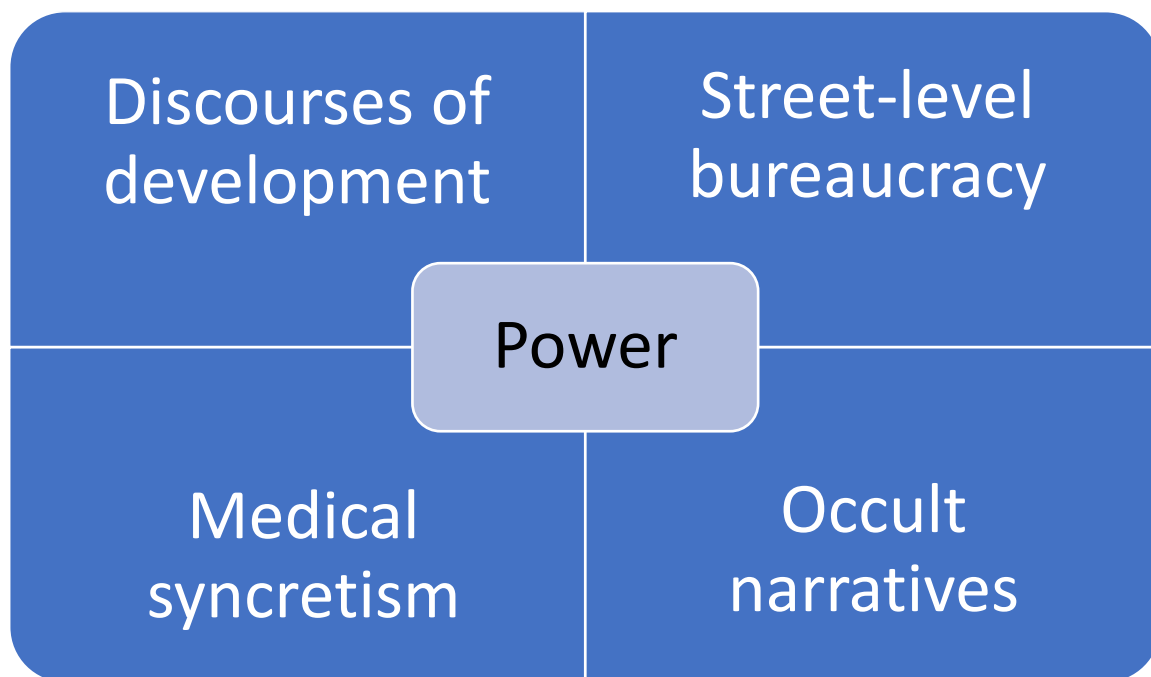 Discourses of
development
Street-level
bureaucracy
Power
Medical
syncretism
Occult
narratives